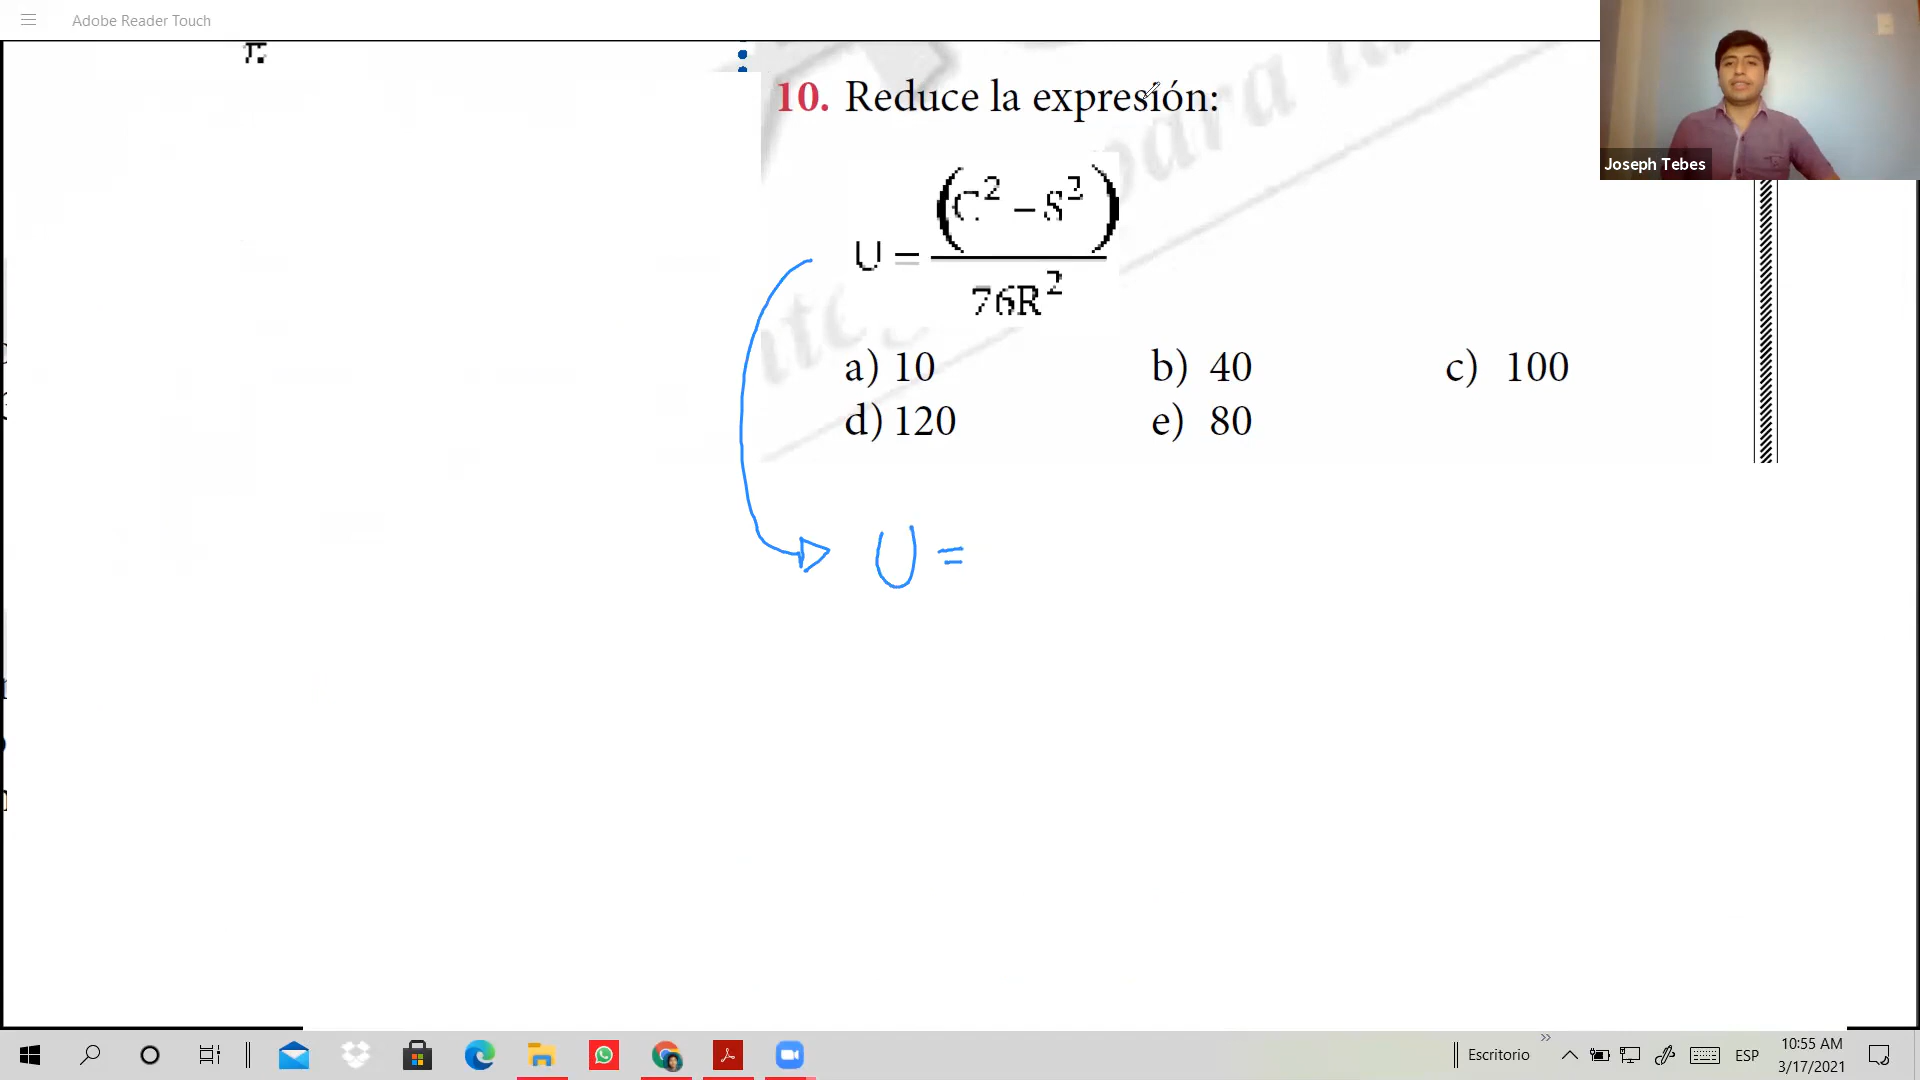 Adobe Reader Touch
π
10. Reduce la expresión:
U = (C² – S²) / 76R²
a) 10 b) 40 c) 100
d) 120 e) 80
U =
Joseph Tebes
Escritorio
ESP
10:55 AM
3/17/2021